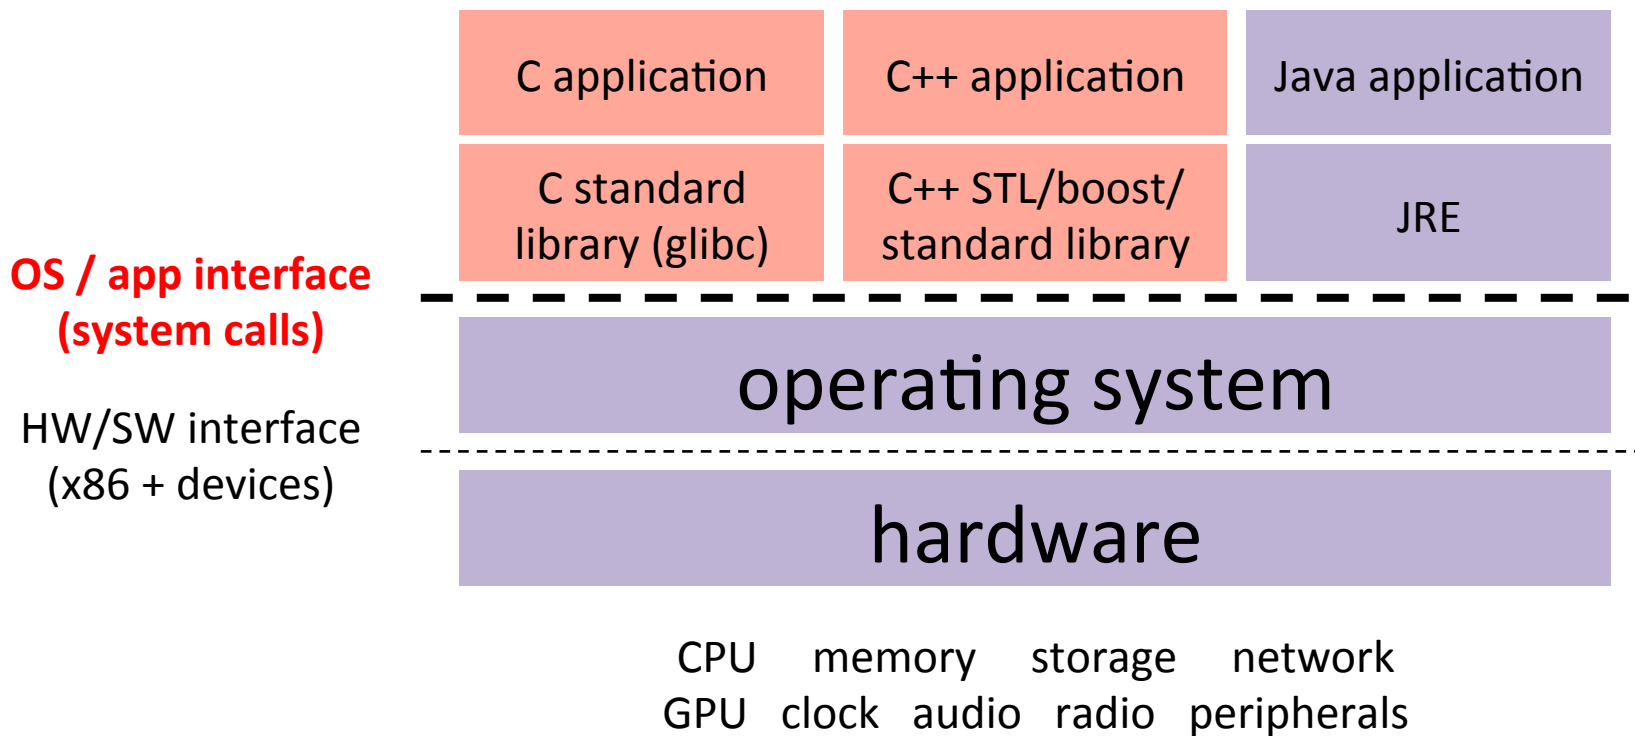 C application
C++ application
Java application
C standard
library (glibc)
C++ STL/boost/
standard library
JRE
OS / app interface
(system calls)
operating system
HW/SW interface
(x86 + devices)
hardware
CPU memory storage network
GPU clock audio radio peripherals